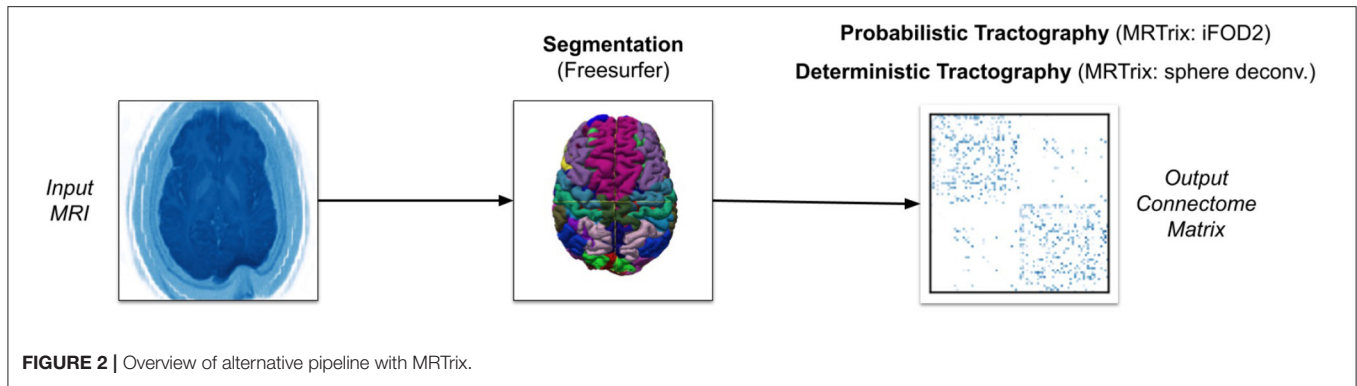 Probabilistic Tractography (MRTrix: iFOD2)
Segmentation
(Freesurfer)
Deterministic Tractography (MRTrix: sphere deconv.)
Input
MRI
Output
Connectome
Matrix
FIGURE 2 | Overview of alternative pipeline with MRTrix.